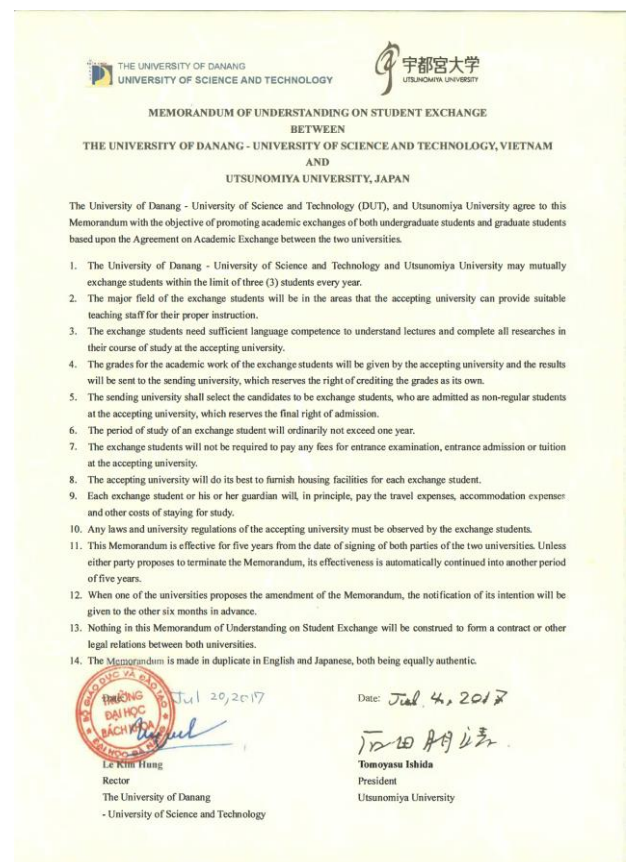 THE UNIVERSITY OF DANANG
UNIVERSITY OF SCIENCE AND TECHNOLOGY
宇都宮大学
UTSUNOMIYA UNIVERSITY
MEMORANDUM OF UNDERSTANDING ON STUDENT EXCHANGE
BETWEEN
THE UNIVERSITY OF DANANG - UNIVERSITY OF SCIENCE AND TECHNOLOGY, VIETNAM
AND
UTSUNOMIYA UNIVERSITY, JAPAN
The University of Danang - University of Science and Technology (DUT), and Utsunomiya University agree to this
Memorandum with the objective of promoting academic exchanges of both undergraduate students and graduate students
based upon the Agreement on Academic Exchange between the two universities.
1. The University of Danang - University of Science and Technology and Utsunomiya University may mutually
exchange students within the limit of three (3) students every year.
2. The major field of the exchange students will be in the areas that the accepting university can provide suitable
teaching staff for their proper instruction.
3. The exchange students need sufficient language competence to understand lectures and complete all researches in
their course of study at the accepting university.
4. The grades for the academic work of the exchange students will be given by the accepting university and the results
will be sent to the sending university, which reserves the right of crediting the grades as its own.
5. The sending university shall select the candidates to be exchange students, who are admitted as non-regular students
at the accepting university, which reserves the final right of admission.
6. The period of study of an exchange student will ordinarily not exceed one year.
7. The exchange students will not be required to pay any fees for entrance examination, entrance admission or tuition
at the accepting university.
8. The accepting university will do its best to furnish housing facilities for each exchange student.
9. Each exchange student or his or her guardian will, in principle, pay the travel expenses, accommodation expenses
and other costs of staying for study.
10. Any laws and university regulations of the accepting university must be observed by the exchange students.
11. This Memorandum is effective for five years from the date of signing of both parties of the two universities. Unless
either party proposes to terminate the Memorandum, its effectiveness is automatically continued into another period
of five years.
12. When one of the universities proposes the amendment of the Memorandum, the notification of its intention will be
given to the other six months in advance.
13. Nothing in this Memorandum of Understanding on Student Exchange will be construed to form a contract or other
legal relations between both universities.
14. The Memorandum is made in duplicate in English and Japanese, both being equally authentic.
BỘ GIÁO DỤC VÀ ĐÀO TẠO
TRƯỜNG
ĐẠI HỌC
BÁCH KHOA
ĐẠI HỌC ĐÀ NẴNG
Date: Jul 20, 2017
Date: Jul 4, 2017
石田 朋靖
Le Kim Hung
Rector
The University of Danang
- University of Science and Technology
Tomoyasu Ishida
President
Utsunomiya University